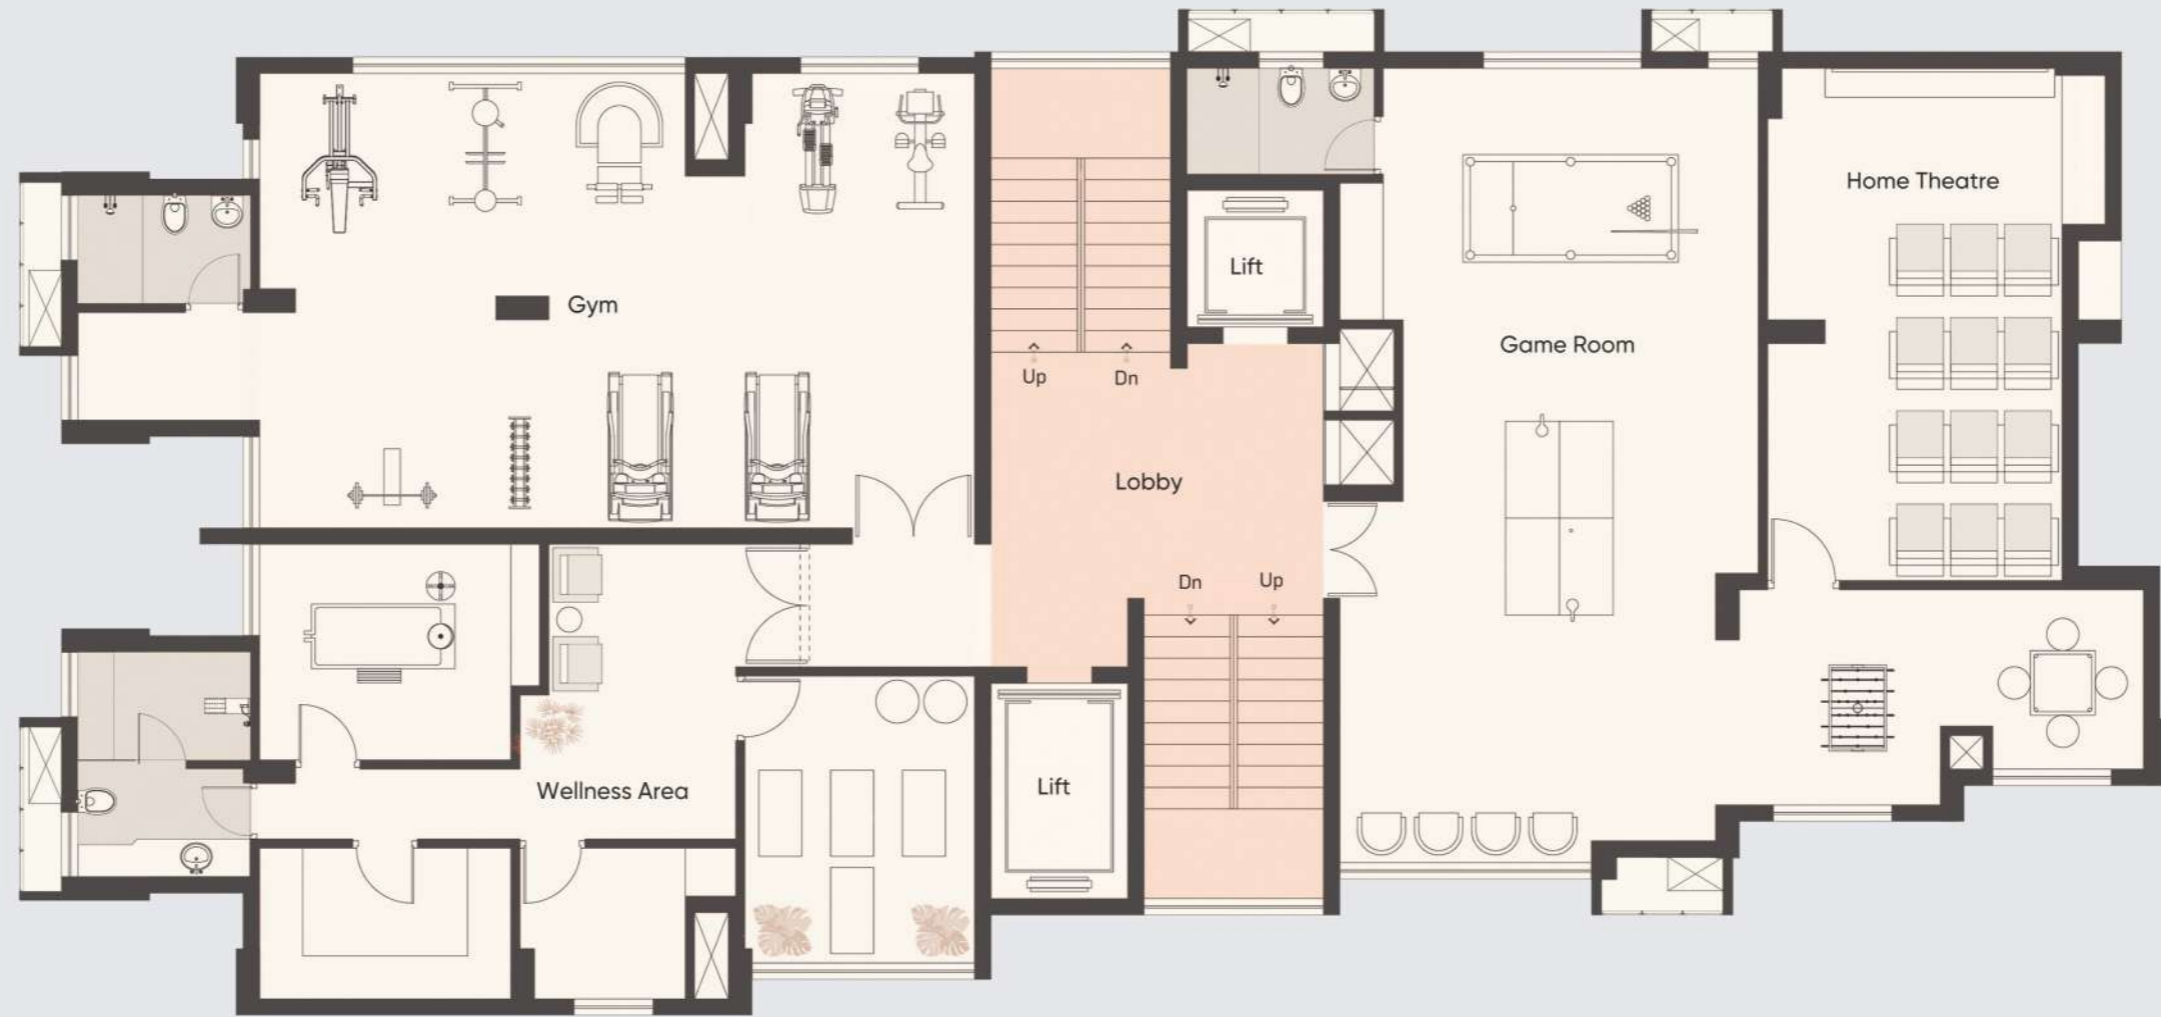 Home Theatre
Lift
Gym
Game Room
Up
Dn
Lobby
Dn
Up
Wellness Area
Lift